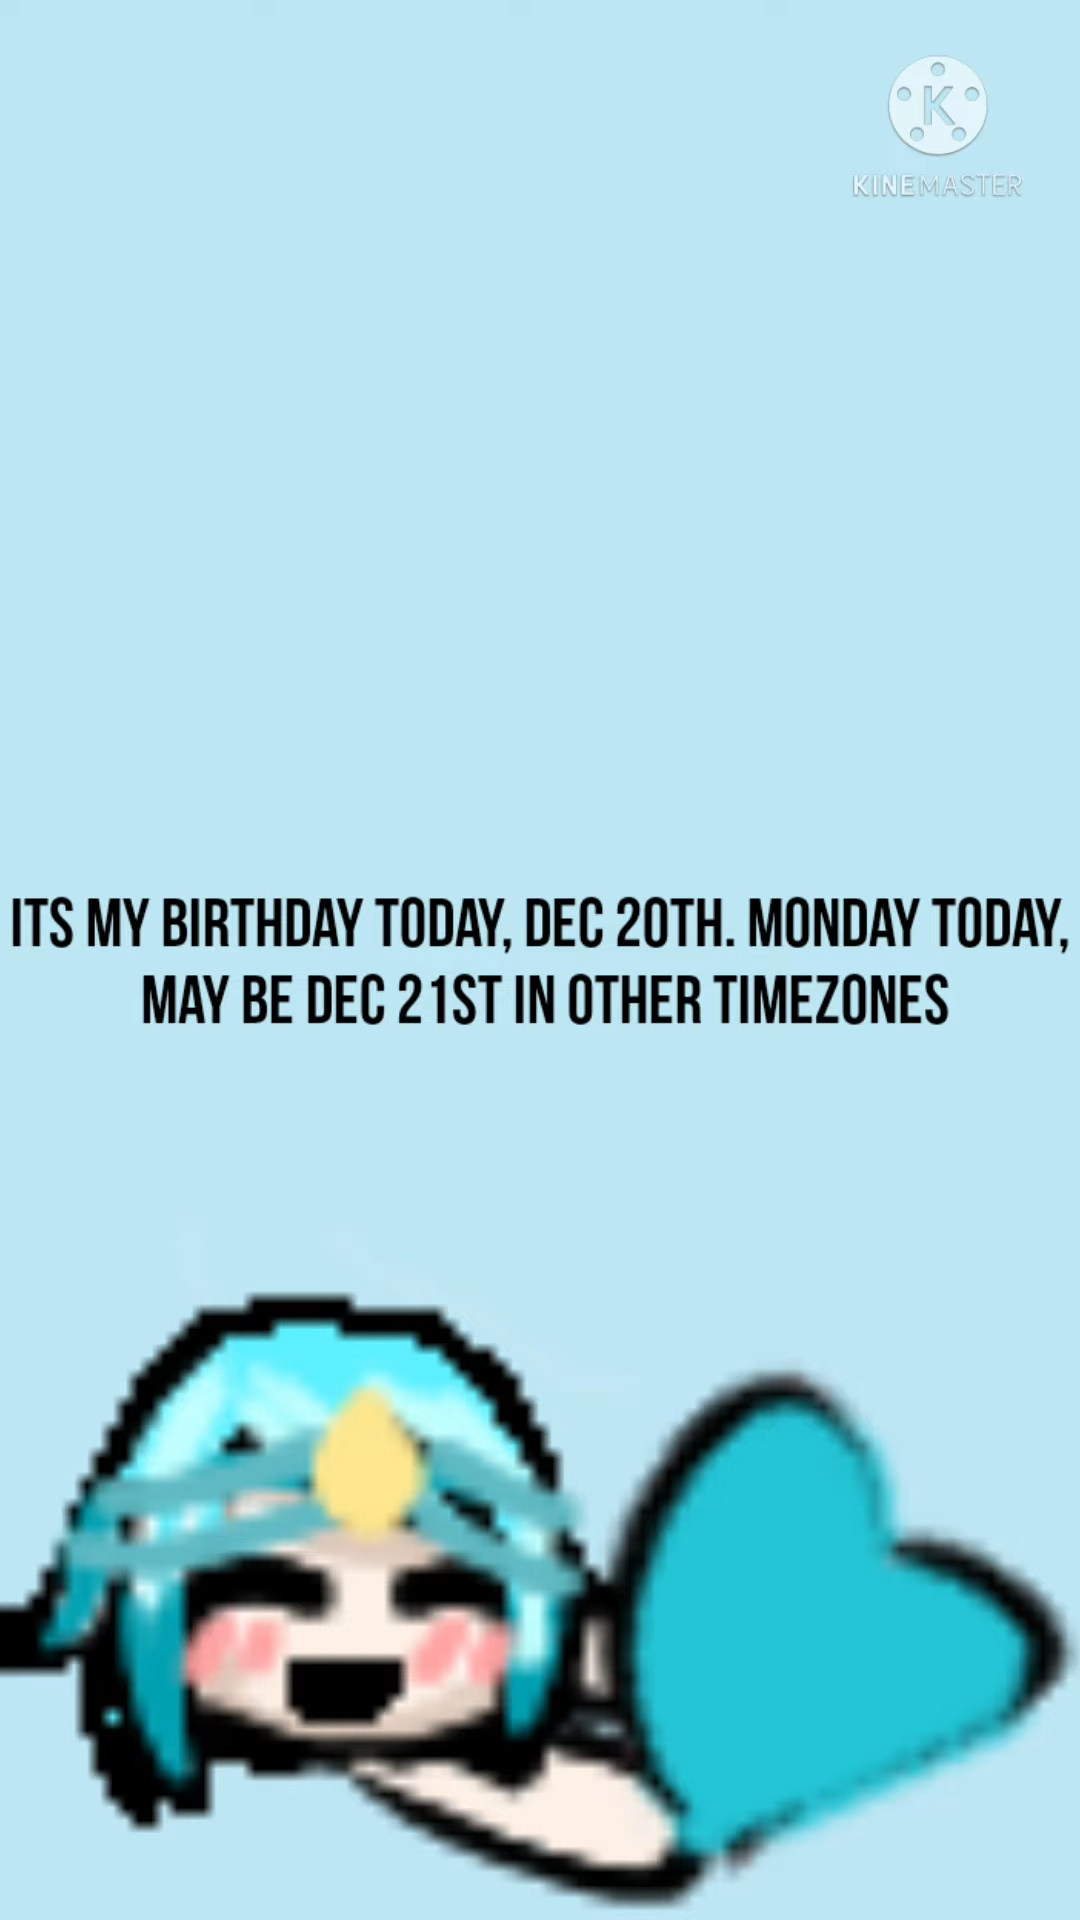 K
KINEMASTER
ITS MY BIRTHDAY TODAY, DEC 20TH. MONDAY TODAY,
MAY BE DEC 21ST IN OTHER TIMEZONES